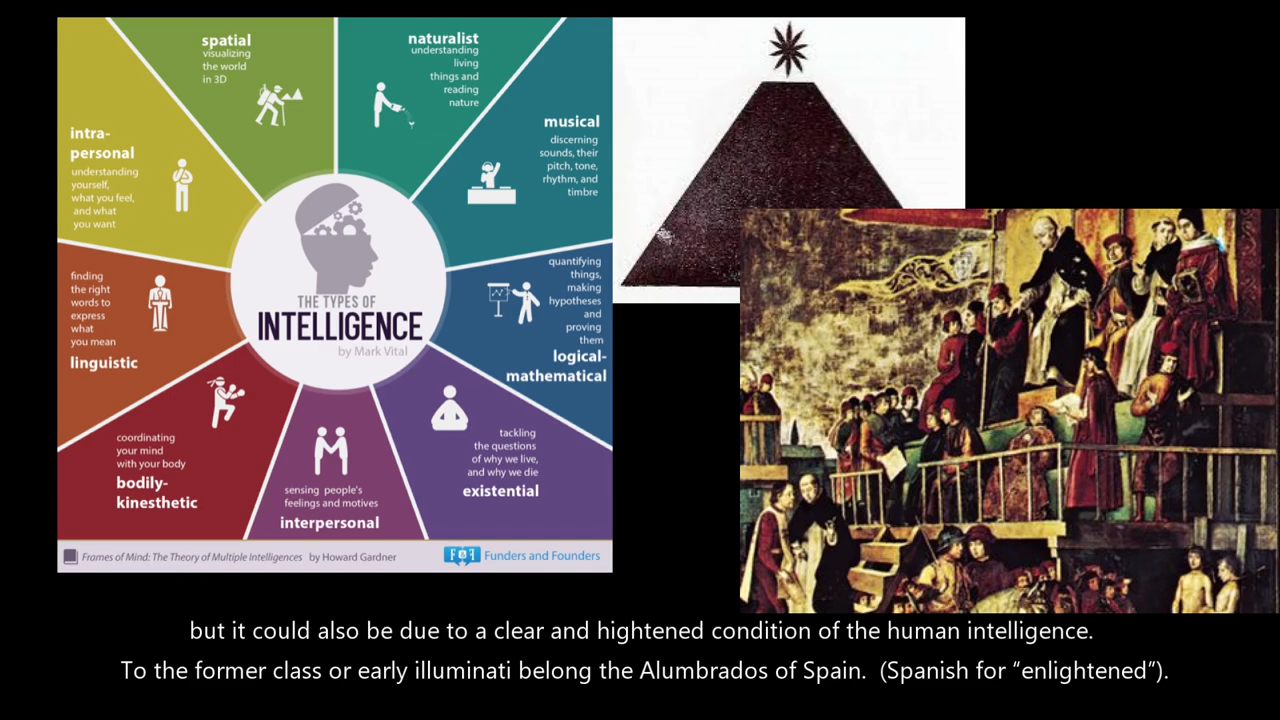 spatial
visualizing
the world
in 3D
naturalist
understanding
living
things and
reading
nature
musical
discerning
sounds, their
pitch, tone,
rhythm, and
timbre
intra-
personal
understanding
yourself,
what you feel,
and what
you want
quantifying
things,
making
hypotheses
and
proving
them
logical-
mathematical
finding
the right
words to
express
what
you mean
linguistic
THE TYPES OF
INTELLIGENCE
by Mark Vital
coordinating
your mind
with your body
bodily-
kinesthetic
sensing people's
feelings and motives
interpersonal
tackling
the questions
of why we live,
and why we die
existential
Frames of Mind: The Theory of Multiple Intelligences by Howard Gardner
F F Funders and Founders
but it could also be due to a clear and hightened condition of the human intelligence.
To the former class or early illuminati belong the Alumbrados of Spain. (Spanish for “enlightened”).